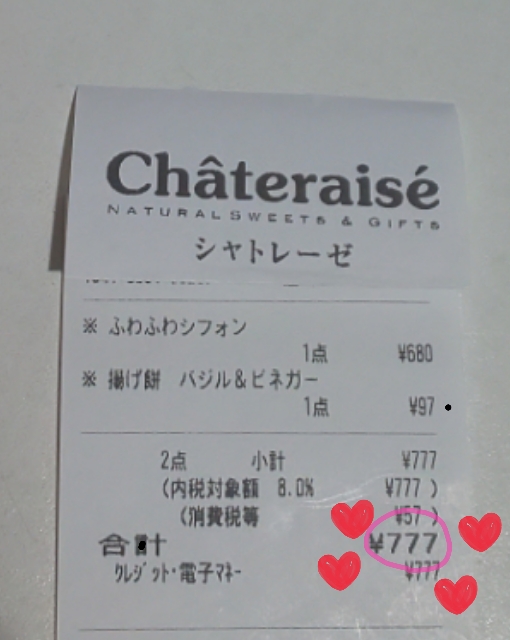 Châteraisé
NATURAL SWEETS & GIFTS
シャトレーゼ
※ ふわふわシフォン
1点 ¥680
※ 揚げ餅 バジル&ビネガー
1点 ¥97
2点 小計 ¥777
(内税対象額 8.0% ¥777 )
(消費税等 ¥57 )
合計 ¥777
クレジット・電子マネー ¥777